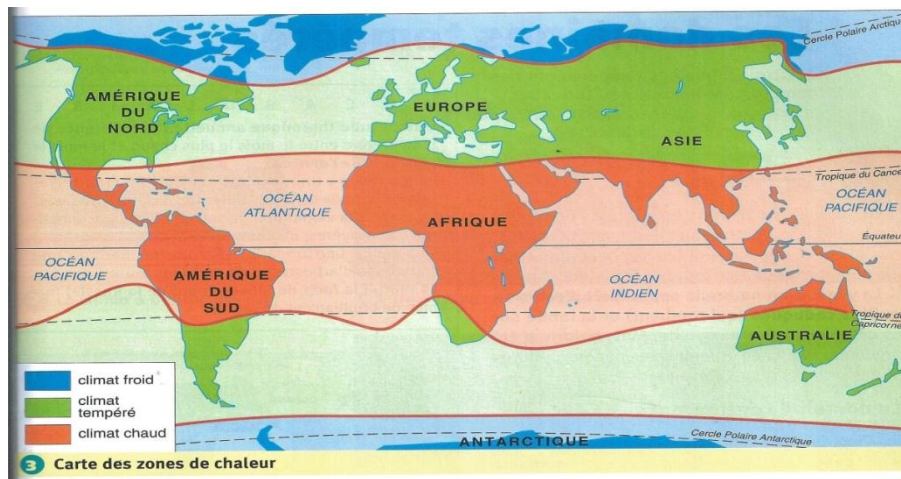 Cercle Polaire Arctique
AMÉRIQUE
DU
NORD
EUROPE
ASIE
Tropique du Cancer
OCÉAN
ATLANTIQUE
OCÉAN
PACIFIQUE
AFRIQUE
Équateur
OCÉAN
PACIFIQUE
AMÉRIQUE
DU
SUD
OCÉAN
INDIEN
Tropique du
Capricorne
AUSTRALIE
climat froid
climat
tempéré
climat chaud
ANTARCTIQUE
Cercle Polaire Antarctique
3 Carte des zones de chaleur